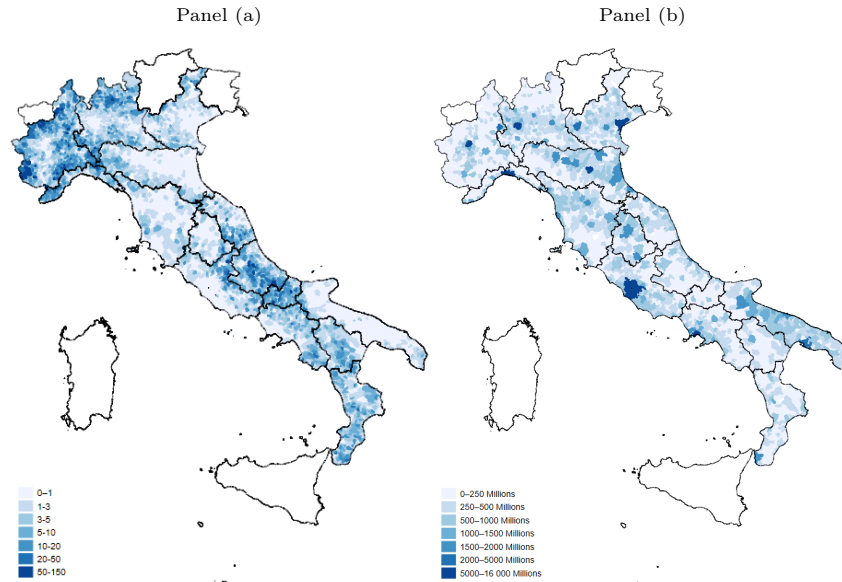 Panel (a)
Panel (b)
0–1
1-3
3-5
5-10
10-20
20-50
50-150
0–250 Millions
250–500 Millions
500–1000 Millions
1000–1500 Millions
1500–2000 Millions
2000–5000 Millions
5000–16 000 Millions